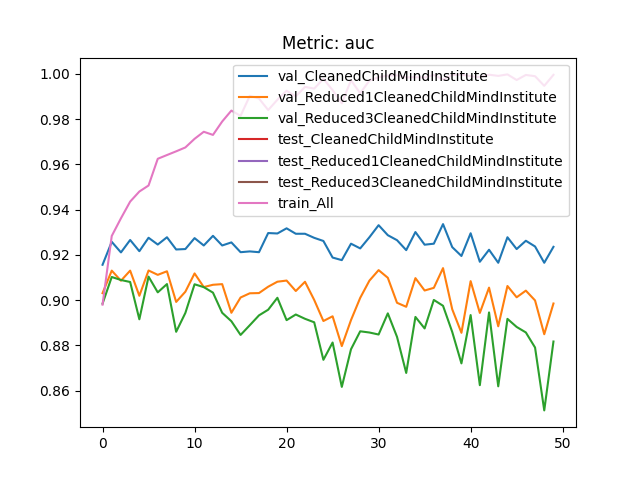 Metric: auc
1.00
0.98
0.96
0.94
0.92
0.90
0.88
0.86
val_CleanedChildMindInstitute
val_Reduced1CleanedChildMindInstitute
val_Reduced3CleanedChildMindInstitute
test_CleanedChildMindInstitute
test_Reduced1CleanedChildMindInstitute
test_Reduced3CleanedChildMindInstitute
train_All
0 10 20 30 40 50